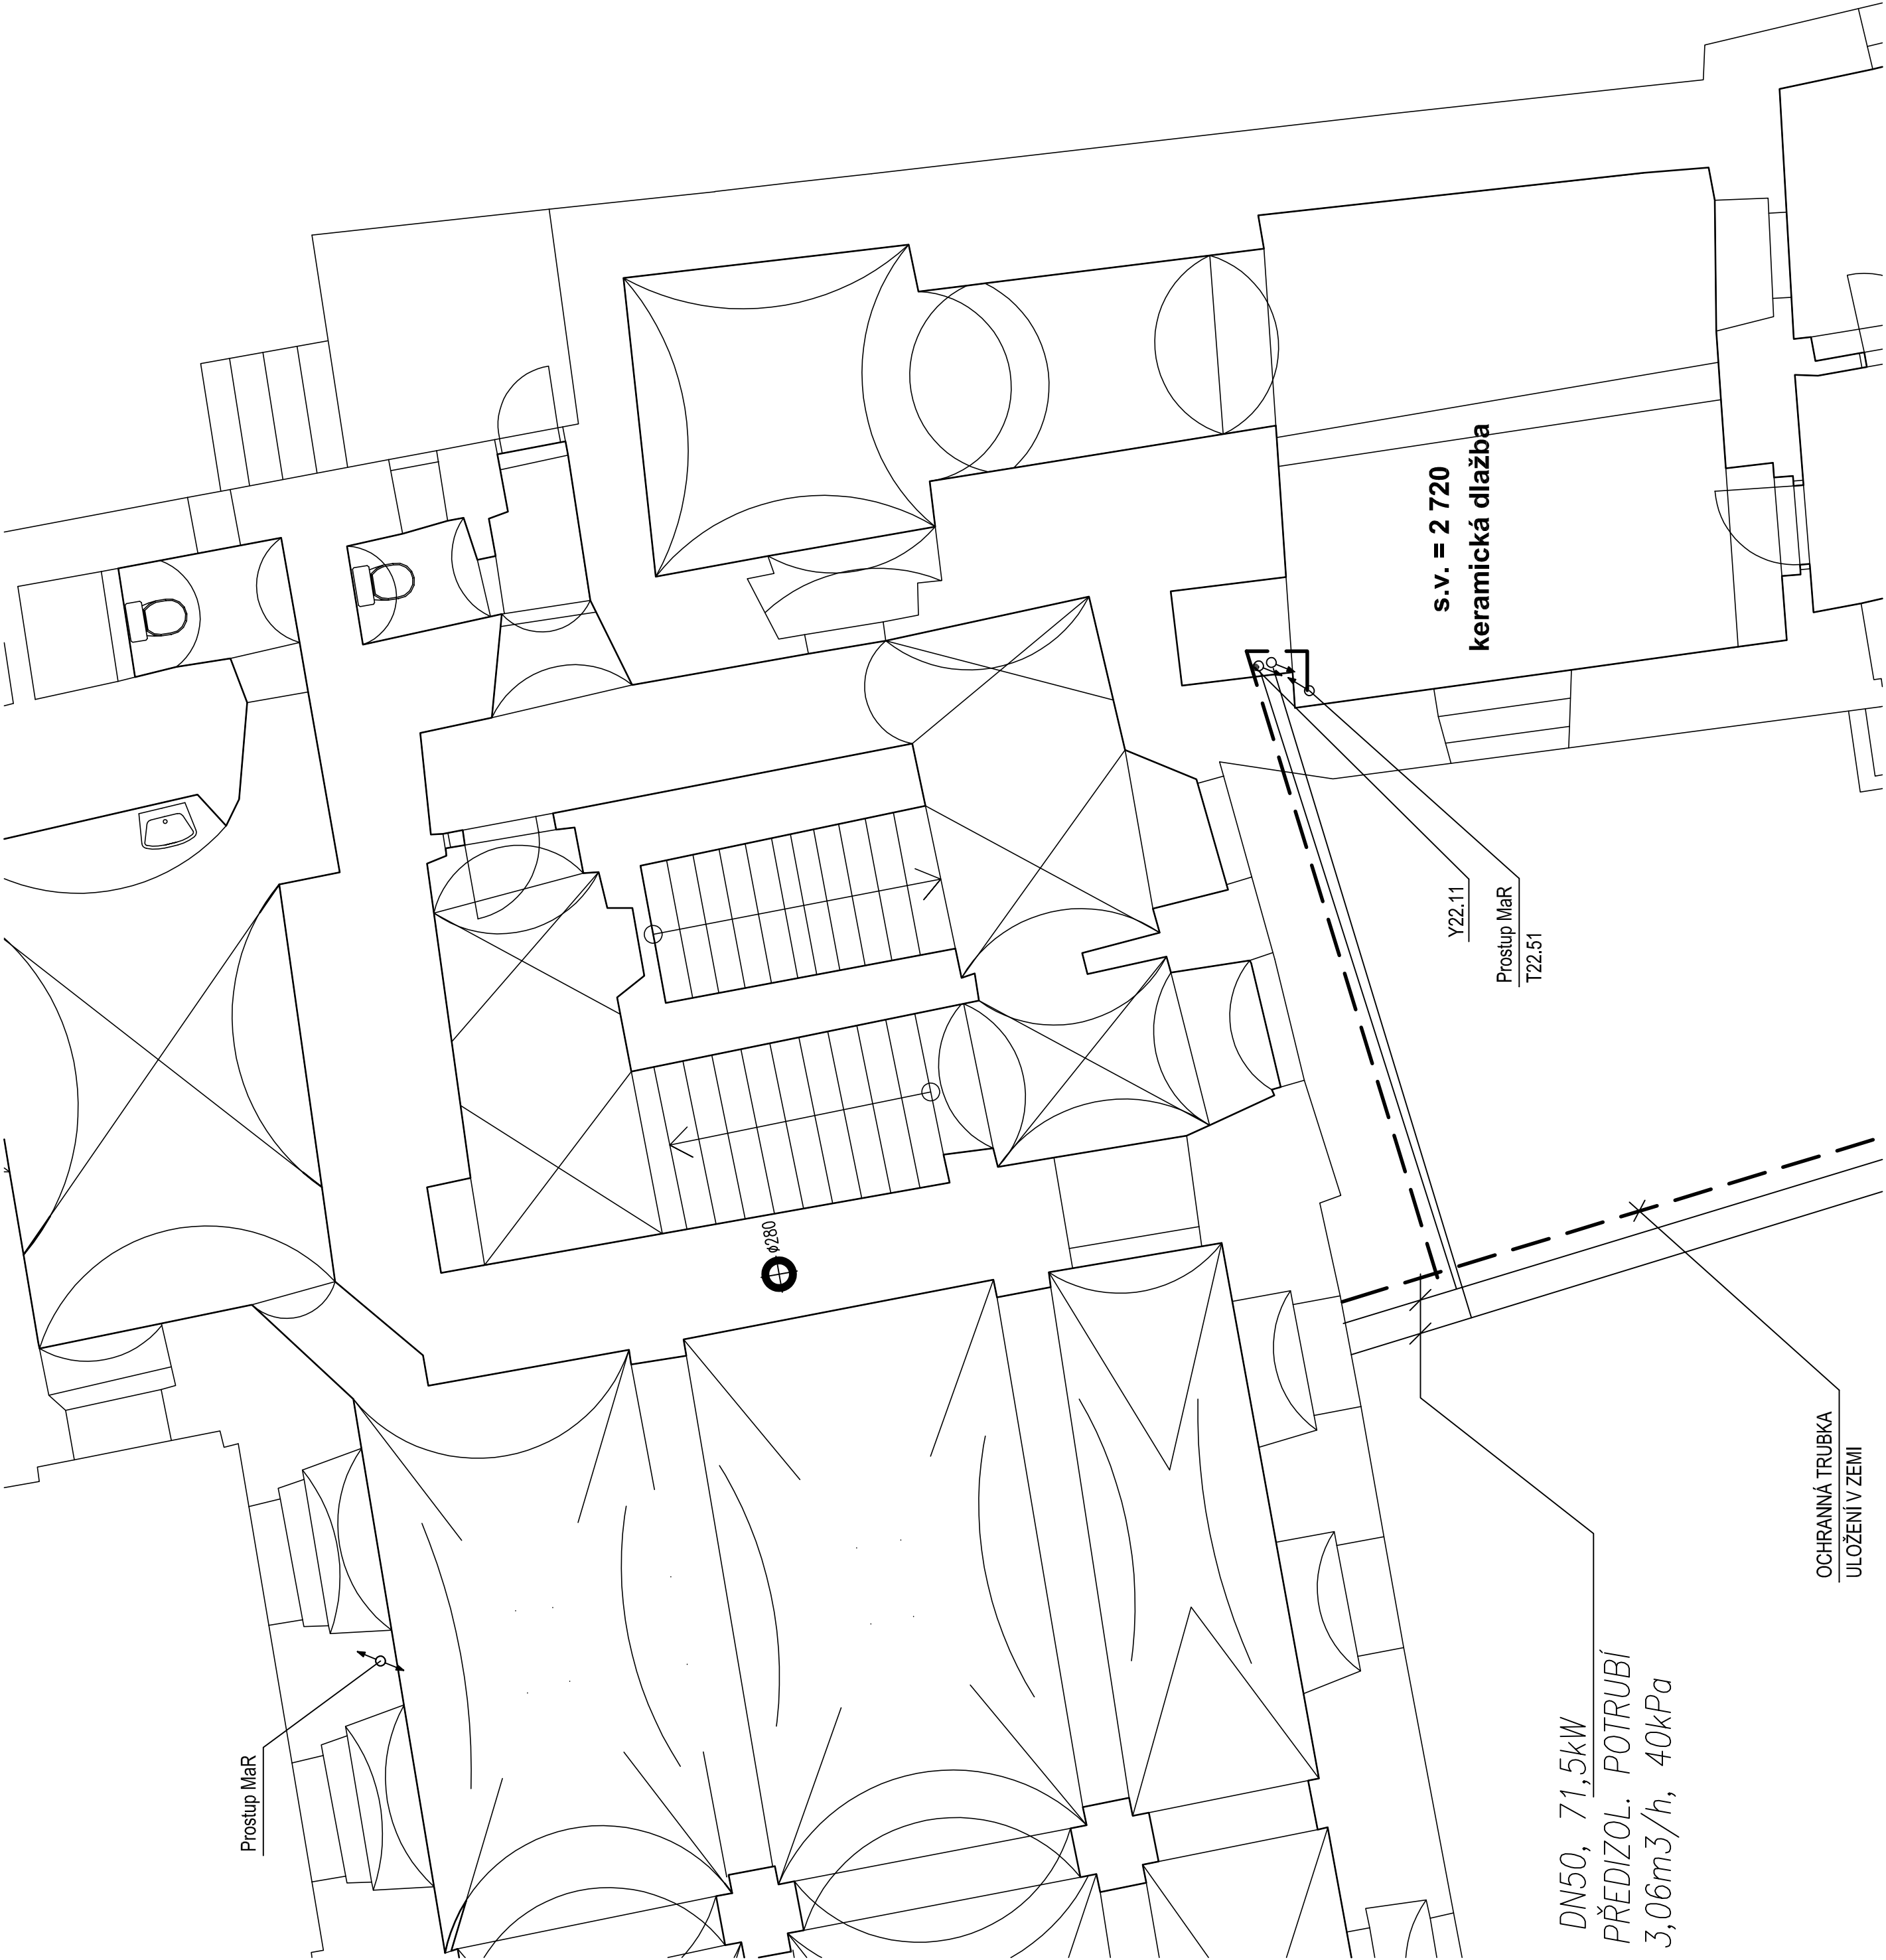 s.v. = 2 720
keramická dlažba
Y22.11
Prostup MaR
T22.51
ø280
OCHRANNÁ TRUBKA
ULOŽENÍ V ZEMI
Prostup MaR
DN50, 71,5kW
PŘEDIZOL. POTRUBÍ
3,06m3/h, 40kPa